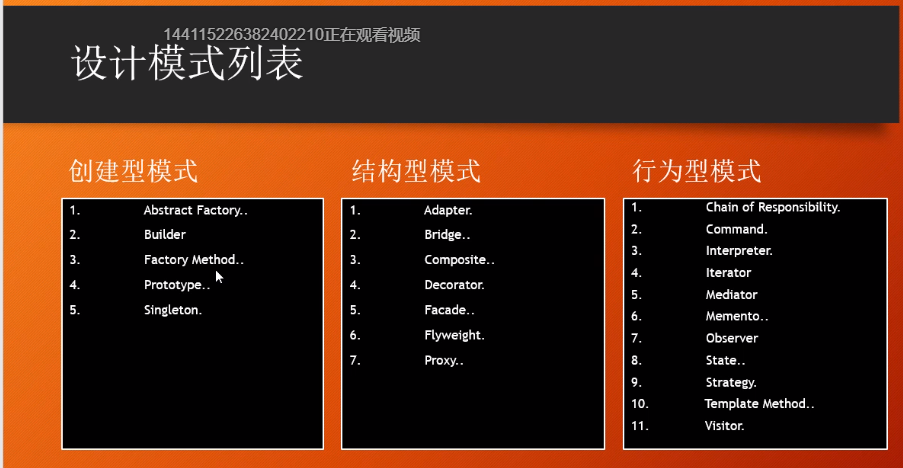 144115226382402210正在观看视频
设计模式列表
创建型模式
1. Abstract Factory..
2. Builder
3. Factory Method..
4. Prototype..
5. Singleton.
结构型模式
1. Adapter.
2. Bridge..
3. Composite..
4. Decorator.
5. Facade..
6. Flyweight.
7. Proxy..
行为型模式
1. Chain of Responsibility.
2. Command.
3. Interpreter.
4. Iterator
5. Mediator
6. Memento..
7. Observer
8. State..
9. Strategy.
10. Template Method..
11. Visitor.